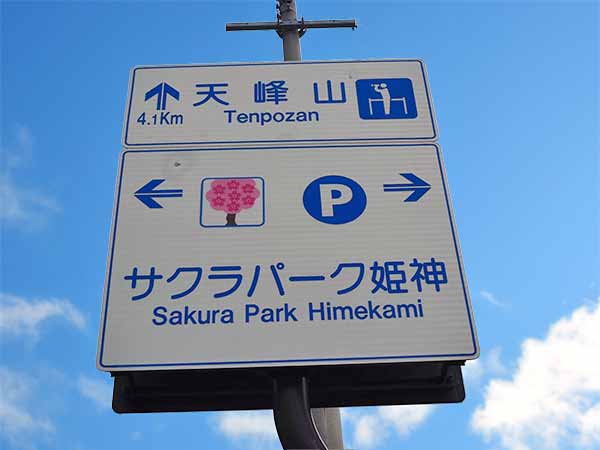 天峰山
4.1Km
Tenpozan
P
サクラパーク姫神
Sakura Park Himekami